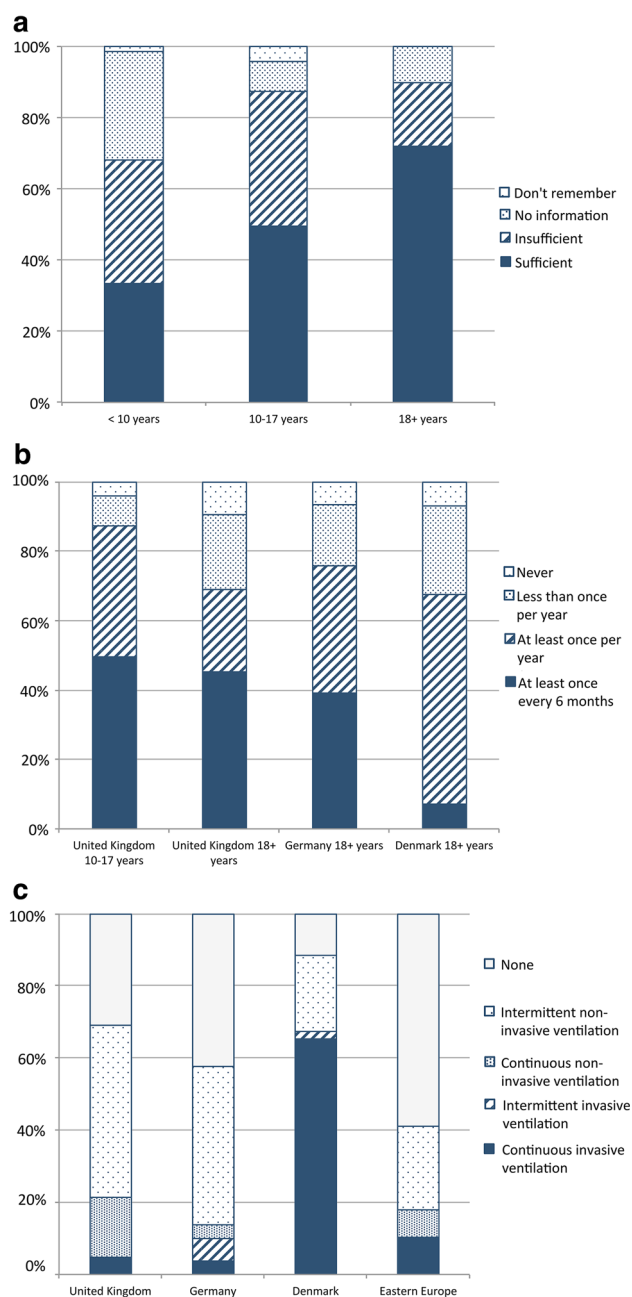 a
100%
80%
60%
40%
20%
0%
< 10 years
10-17 years
18+ years
Don't remember
No information
Insufficient
Sufficient
b
100%
80%
60%
40%
20%
0%
United Kingdom
10-17 years
United Kingdom 18+
years
Germany 18+ years
Denmark 18+ years
Never
Less than once
per year
At least once per
year
At least once
every 6 months
c
100%
80%
60%
40%
20%
0%
United Kingdom
Germany
Denmark
Eastern Europe
None
Intermittent non-
invasive ventilation
Continuous non-
invasive ventilation
Intermittent invasive
ventilation
Continuous invasive
ventilation